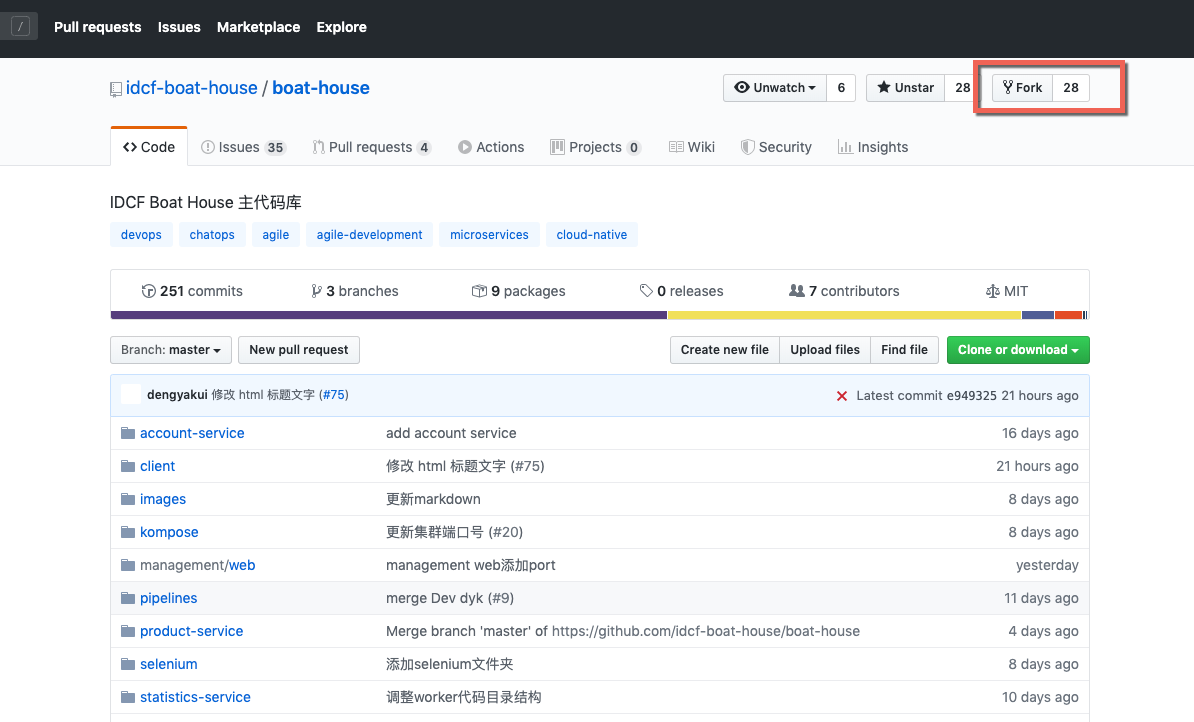 / Pull requests Issues Marketplace Explore
idcf-boat-house / boat-house Unwatch 6 Unstar 28 Fork 28
Code Issues 35 Pull requests 4 Actions Projects 0 Wiki Security Insights
IDCF Boat House 主代码库
devops chatops agile agile-development microservices cloud-native
251 commits 3 branches 9 packages 0 releases 7 contributors MIT
Branch: master New pull request Create new file Upload files Find file Clone or download
dengyakui 修改 html 标题文字 (#75) Latest commit e949325 21 hours ago
account-service add account service 16 days ago
client 修改 html 标题文字 (#75) 21 hours ago
images 更新markdown 8 days ago
kompose 更新集群端口号 (#20) 8 days ago
management/web management web添加port yesterday
pipelines merge Dev dyk (#9) 11 days ago
product-service Merge branch 'master' of https://github.com/idcf-boat-house/boat-house 4 days ago
selenium 添加selenium文件夹 8 days ago
statistics-service 调整worker代码目录结构 10 days ago